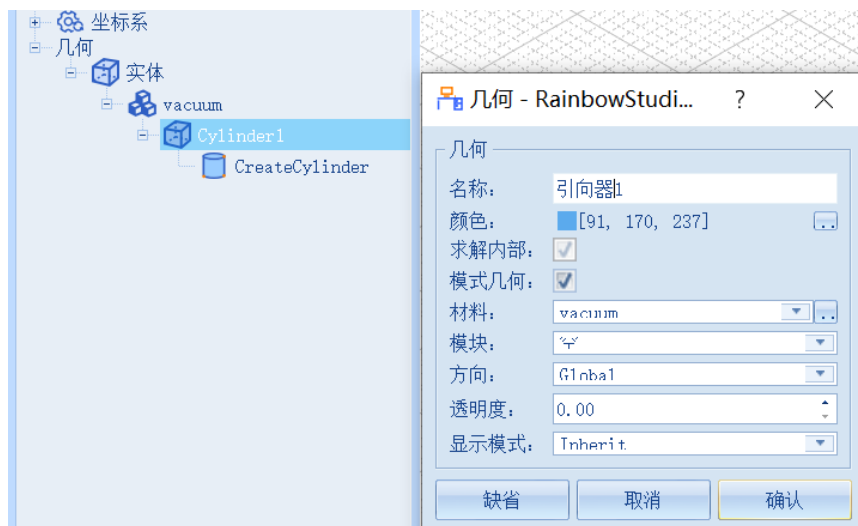 坐标系
几何
实体
vacuum
Cylinder1
CreateCylinder
几何 - RainbowStudi...
?
几何
名称: 引向器1
颜色: [91, 170, 237] ..
求解内部:
模式几何:
材料: vacuum ..
模块:
方向: Global
透明度: 0.00
显示模式: Inherit
缺省 取消 确认